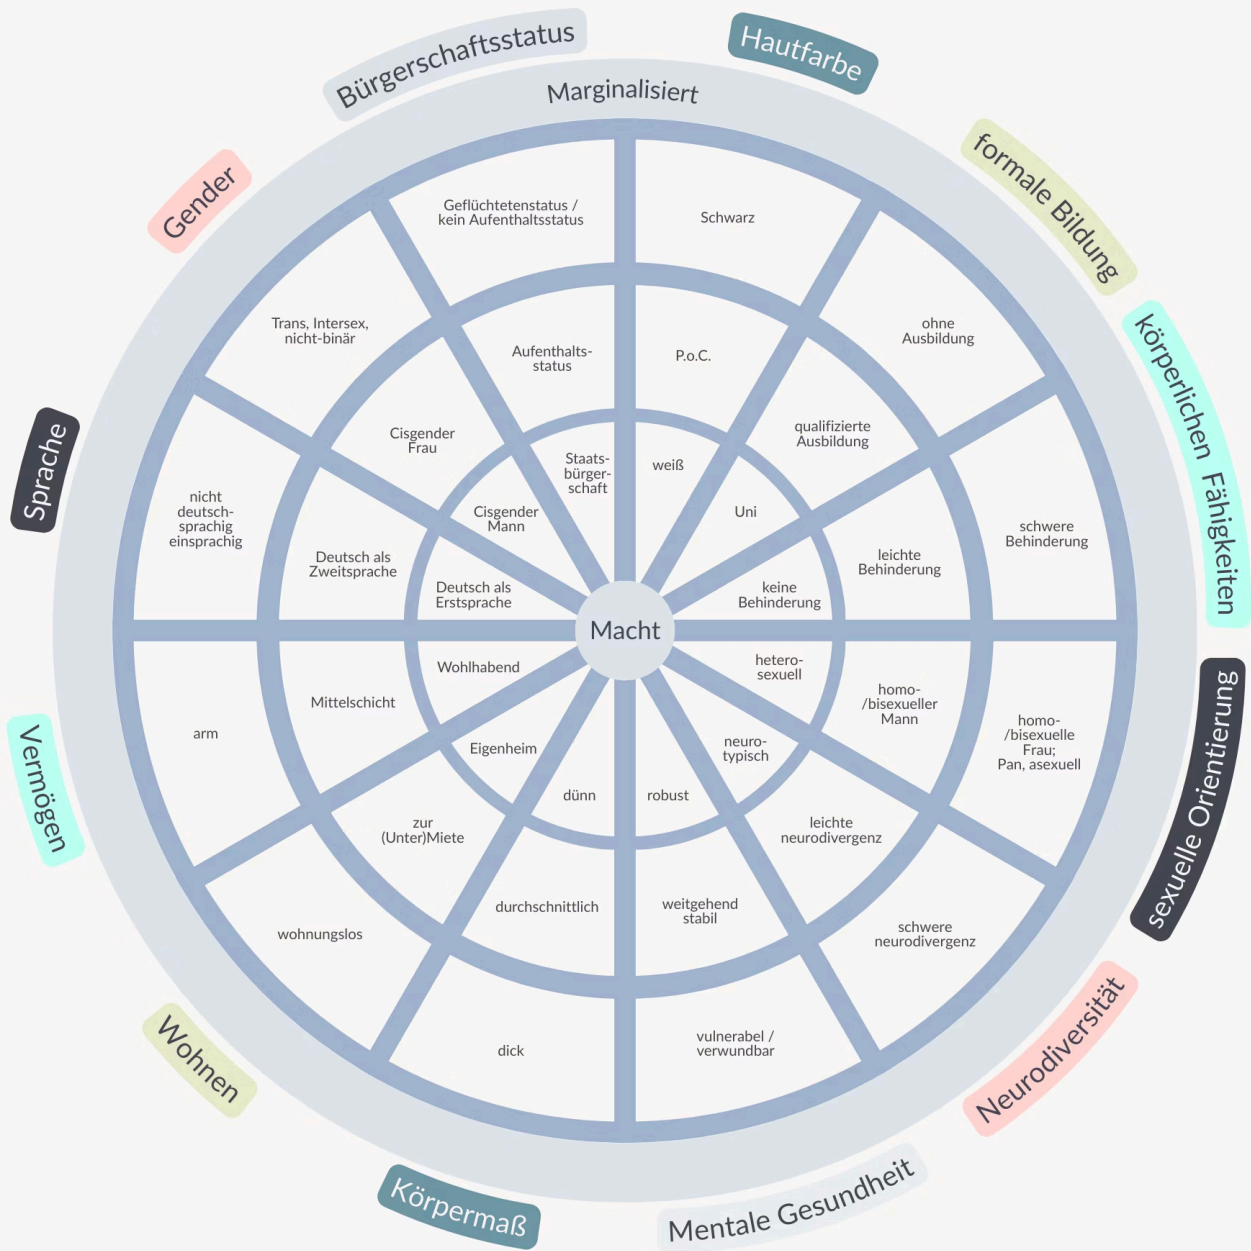 Bürgerschaftsstatus
Hautfarbe
formale Bildung
körperlichen Fähigkeiten
sexuelle Orientierung
Neurodiversität
Mentale Gesundheit
Körpermaß
Wohnen
Vermögen
Sprache
Gender
Marginalisiert
Geflüchtetenstatus /
kein Aufenthaltsstatus
Aufenthalts-
status
Staats-
bürger-
schaft
Schwarz
P.o.C.
weiß
ohne
Ausbildung
qualifizierte
Ausbildung
Uni
schwere
Behinderung
leichte
Behinderung
keine
Behinderung
homo-
/bisexuelle
Frau;
Pan, asexuell
homo-
/bisexueller
Mann
hetero-
sexuell
schwere
neurodivergenz
leichte
neurodivergenz
neuro-
typisch
vulnerabel /
verwundbar
weitgehend
stabil
robust
dick
durchschnittlich
dünn
wohnungslos
zur
(Unter)Miete
Eigenheim
arm
Mittelschicht
Wohlhabend
nicht
deutsch-
sprachig
einsprachig
Deutsch als
Zweitsprache
Deutsch als
Erstsprache
Trans, Intersex,
nicht-binär
Cisgender
Frau
Cisgender
Mann
Macht